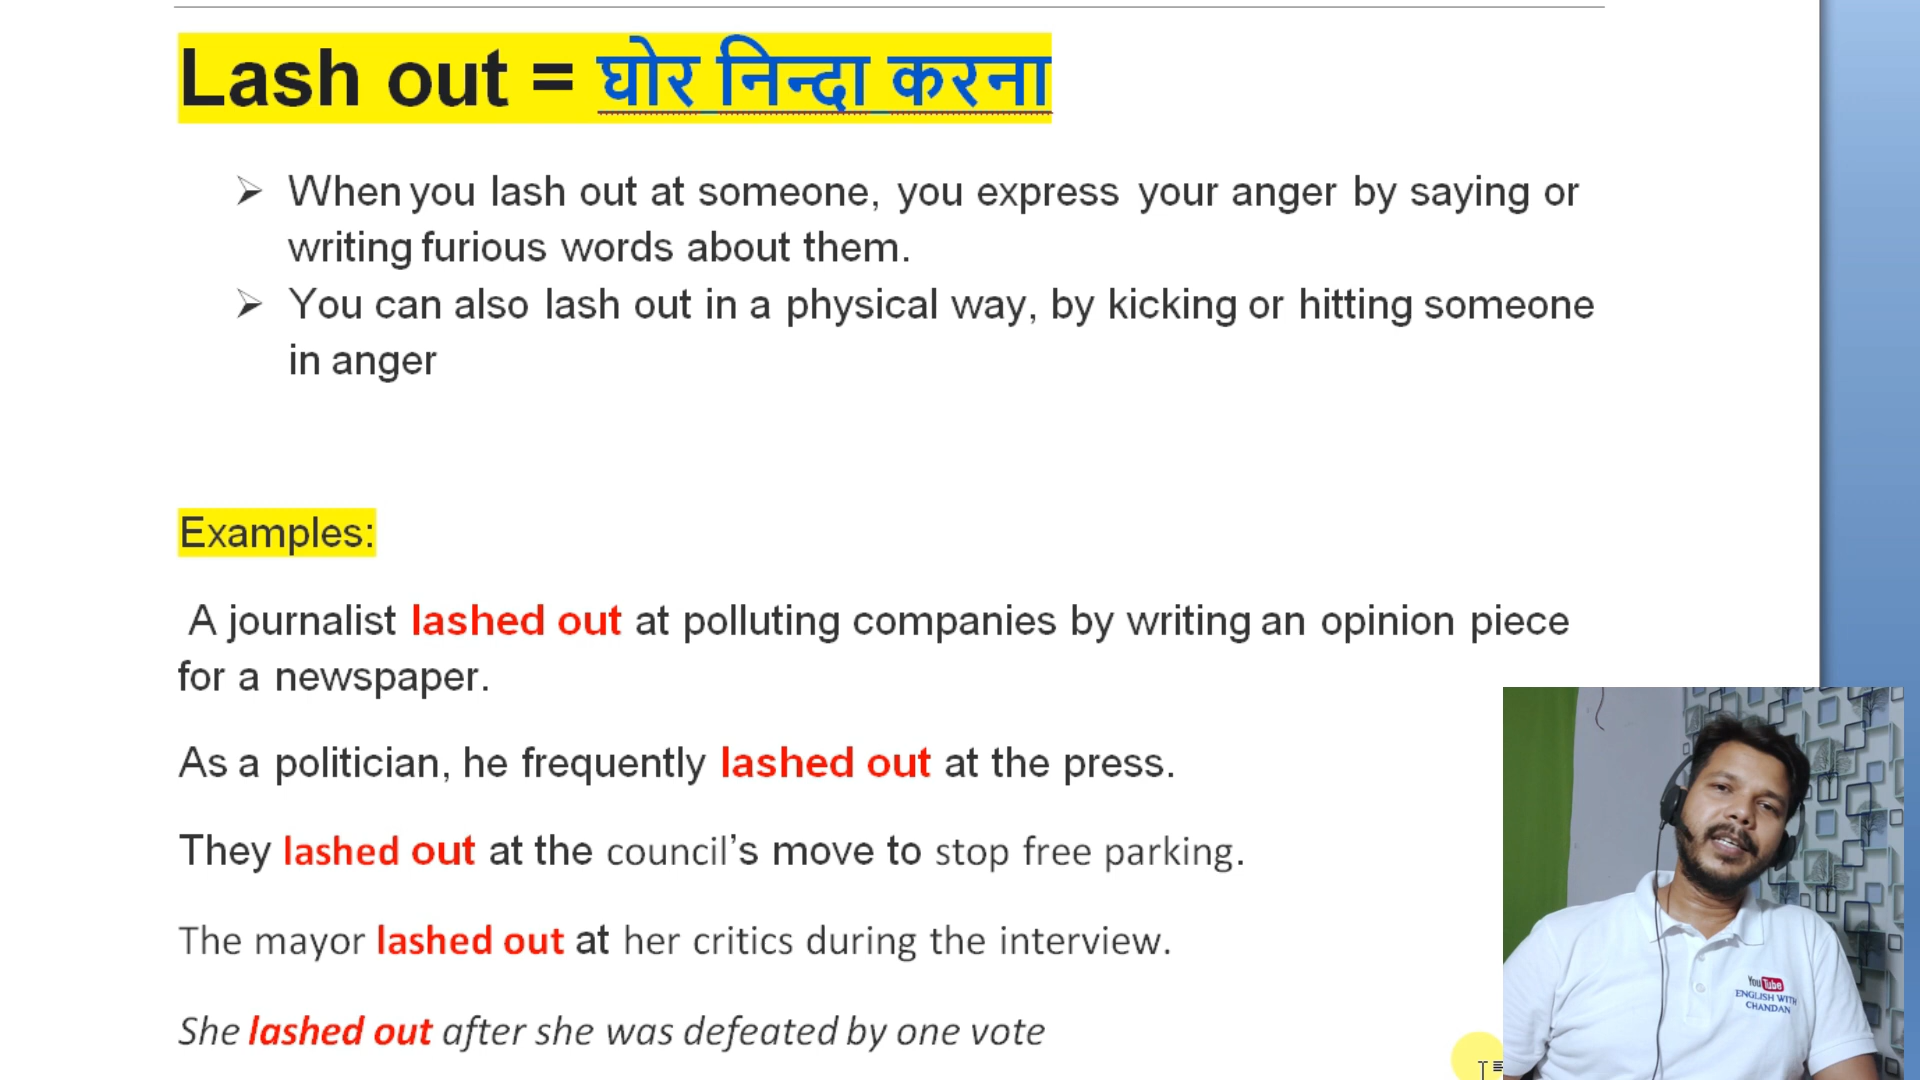 Lash out = घोर निन्दा करना
➢ When you lash out at someone, you express your anger by saying or
writing furious words about them.
➢ You can also lash out in a physical way, by kicking or hitting someone
in anger
Examples:
A journalist lashed out at polluting companies by writing an opinion piece
for a newspaper.
As a politician, he frequently lashed out at the press.
They lashed out at the council’s move to stop free parking.
The mayor lashed out at her critics during the interview.
She lashed out after she was defeated by one vote
YouTube
ENGLISH WITH
CHANDAN